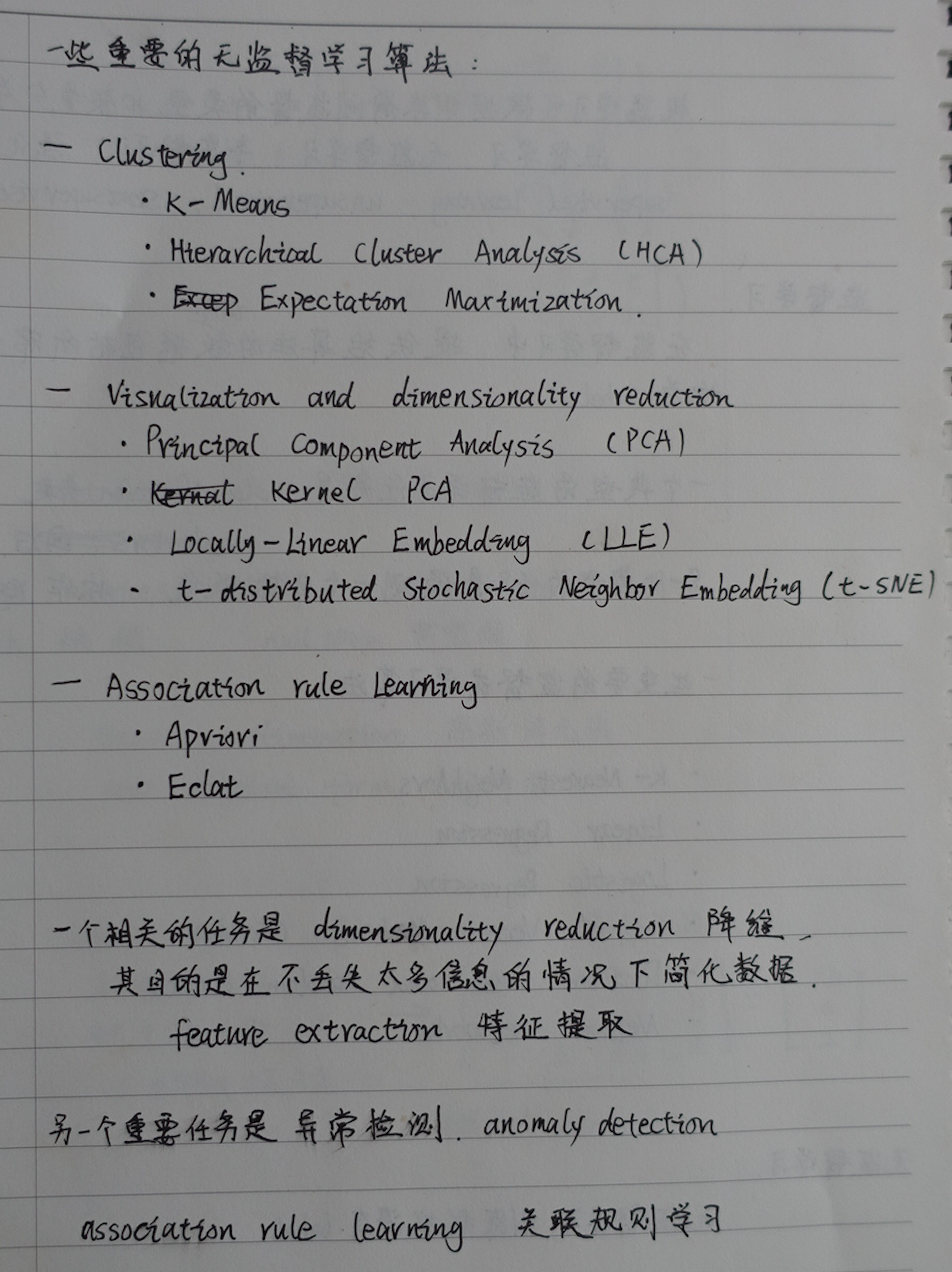 一些重要的无监督学习算法:
一 Clustering.
· K-Means
· Hierarchical Cluster Analysis (HCA)
· Expectation Maximization.
一 Visualization and dimensionality reduction
· Principal Component Analysis (PCA)
· Kernel PCA
· Locally-Linear Embedding (LLE)
· t-distributed Stochastic Neighbor Embedding (t-SNE)
一 Association rule learning
· Apriori
· Eclat
一个相关的任务是 dimensionality reduction 降维,
其目的是在不丢失太多信息的情况下简化数据.
feature extraction 特征提取
另一个重要任务是 异常检测. anomaly detection
association rule learning 关联规则学习